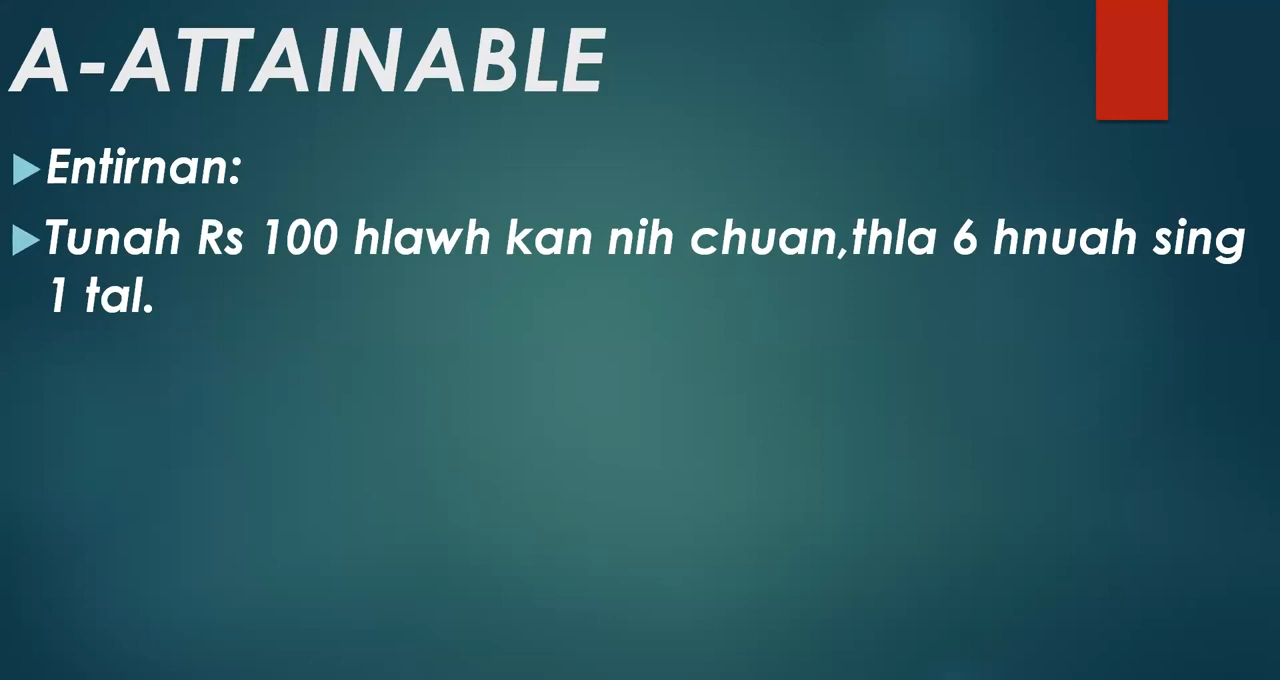 A-ATTAINABLE
Entirnan:
Tunah Rs 100 hlawh kan nih chuan,thla 6 hnuah sing
1 tal.